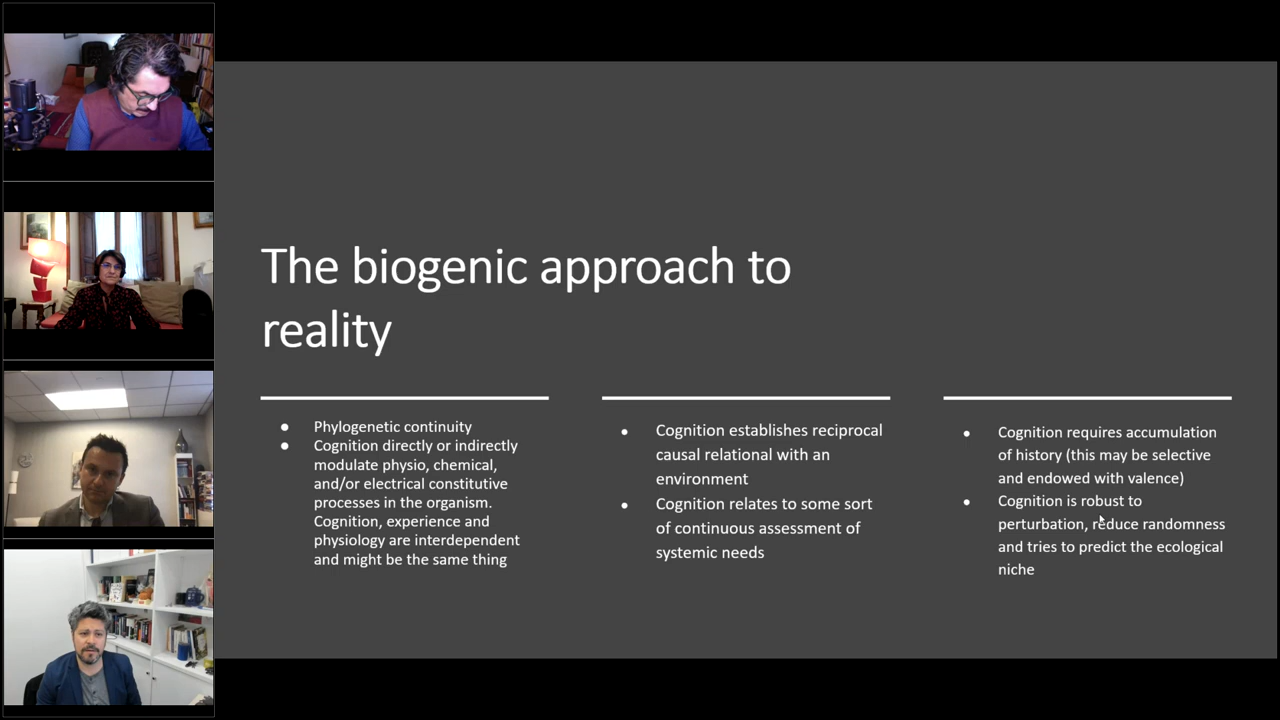 The biogenic approach to
reality
● Phylogenetic continuity
● Cognition directly or indirectly
modulate physio, chemical,
and/or electrical constitutive
processes in the organism.
Cognition, experience and
physiology are interdependent
and might be the same thing
● Cognition establishes reciprocal
causal relational with an
environment
● Cognition relates to some sort
of continuous assessment of
systemic needs
● Cognition requires accumulation
of history (this may be selective
and endowed with valence)
● Cognition is robust to
perturbation, reduce randomness
and tries to predict the ecological
niche